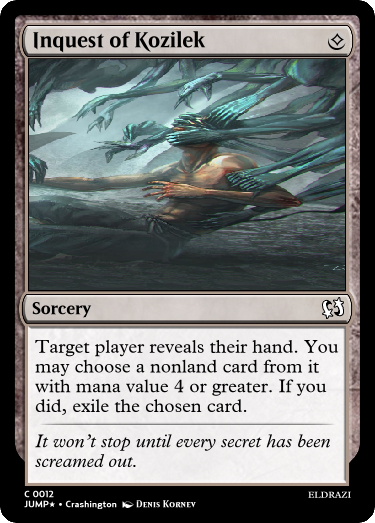 Inquest of Kozilek
Sorcery
Target player reveals their hand. You
may choose a nonland card from it
with mana value 4 or greater. If you
did, exile the chosen card.
It won't stop until every secret has been
screamed out.
C 0012
ELDRAZI
JUMP★ • Crashington Denis Kornev